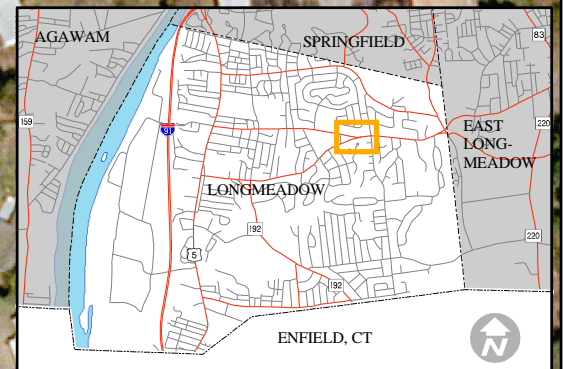 AGAWAM
SPRINGFIELD
83
159
91
EAST
LONG-
MEADOW
220
LONGMEADOW
192
5
220
192
ENFIELD, CT
N